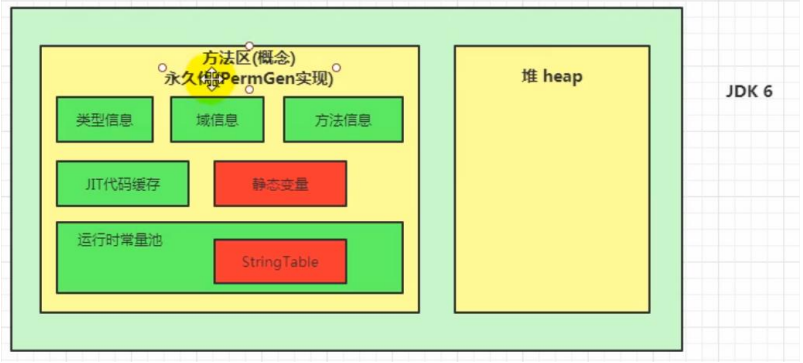 方法区(概念)
永久代(PermGen实现)
堆 heap
JDK 6
类型信息
域信息
方法信息
JIT代码缓存
静态变量
运行时常量池
StringTable